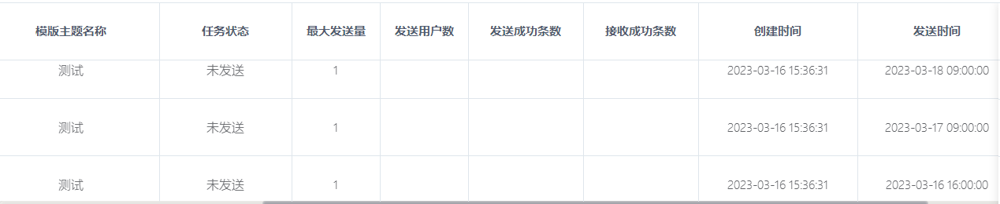 模版主题名称 任务状态 最大发送量 发送用户数 发送成功条数 接收成功条数 创建时间 发送时间
测试 未发送 1 2023-03-16 15:36:31 2023-03-18 09:00:00
测试 未发送 1 2023-03-16 15:36:31 2023-03-17 09:00:00
测试 未发送 1 2023-03-16 15:36:31 2023-03-16 16:00:00